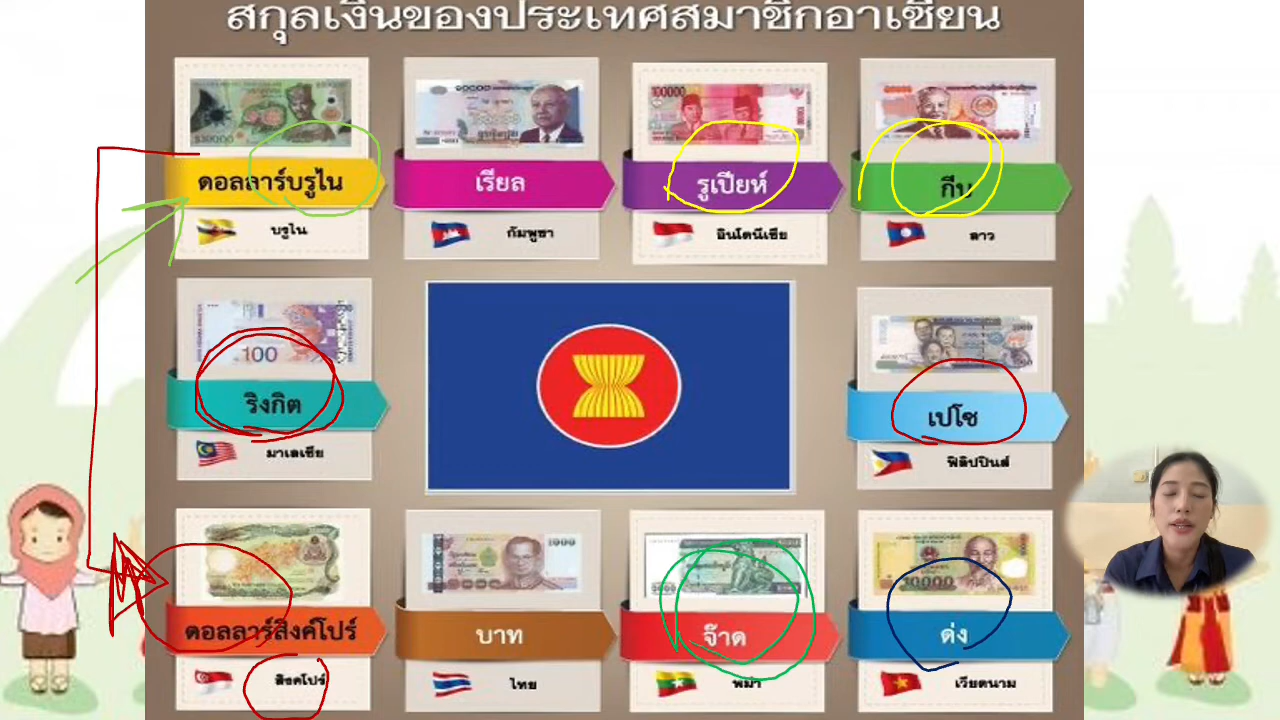 สกุลเงินของประเทศสมาชิกอาเซียน
ดอลลาร์บรูไน
บรูไน
เรียล
กัมพูชา
100000
รูเปียห์
อินโดนีเซีย
กีบ
ลาว
100
ริงกิต
มาเลเซีย
เปโซ
ฟิลิปปินส์
ดอลลาร์สิงค์โปร์
สิงคโปร์
1000
บาท
ไทย
จ๊าด
พม่า
10000
ด่ง
เวียดนาม